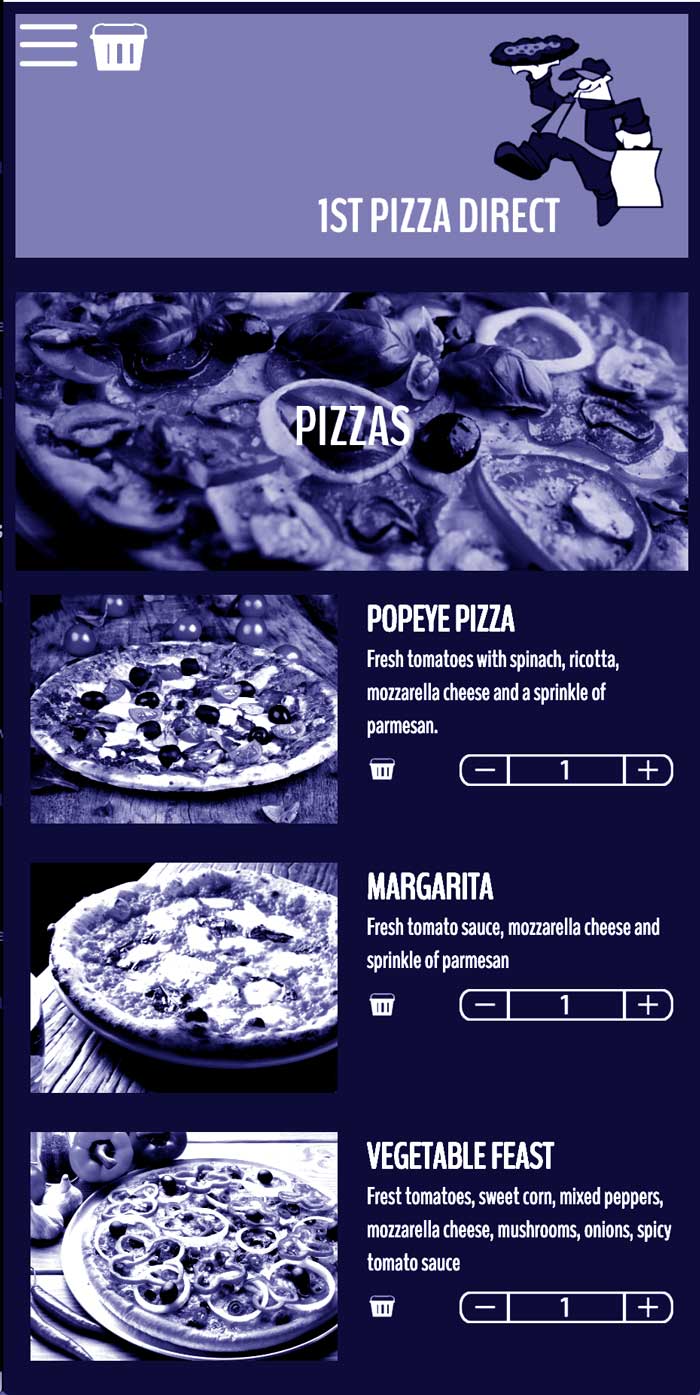 1ST PIZZA DIRECT
PIZZAS
POPEYE PIZZA
Fresh tomatoes with spinach, ricotta,
mozzarella cheese and a sprinkle of
parmesan.
1
MARGARITA
Fresh tomato sauce, mozzarella cheese and
sprinkle of parmesan
1
VEGETABLE FEAST
Frest tomatoes, sweet corn, mixed peppers,
mozzarella cheese, mushrooms, onions, spicy
tomato sauce
1